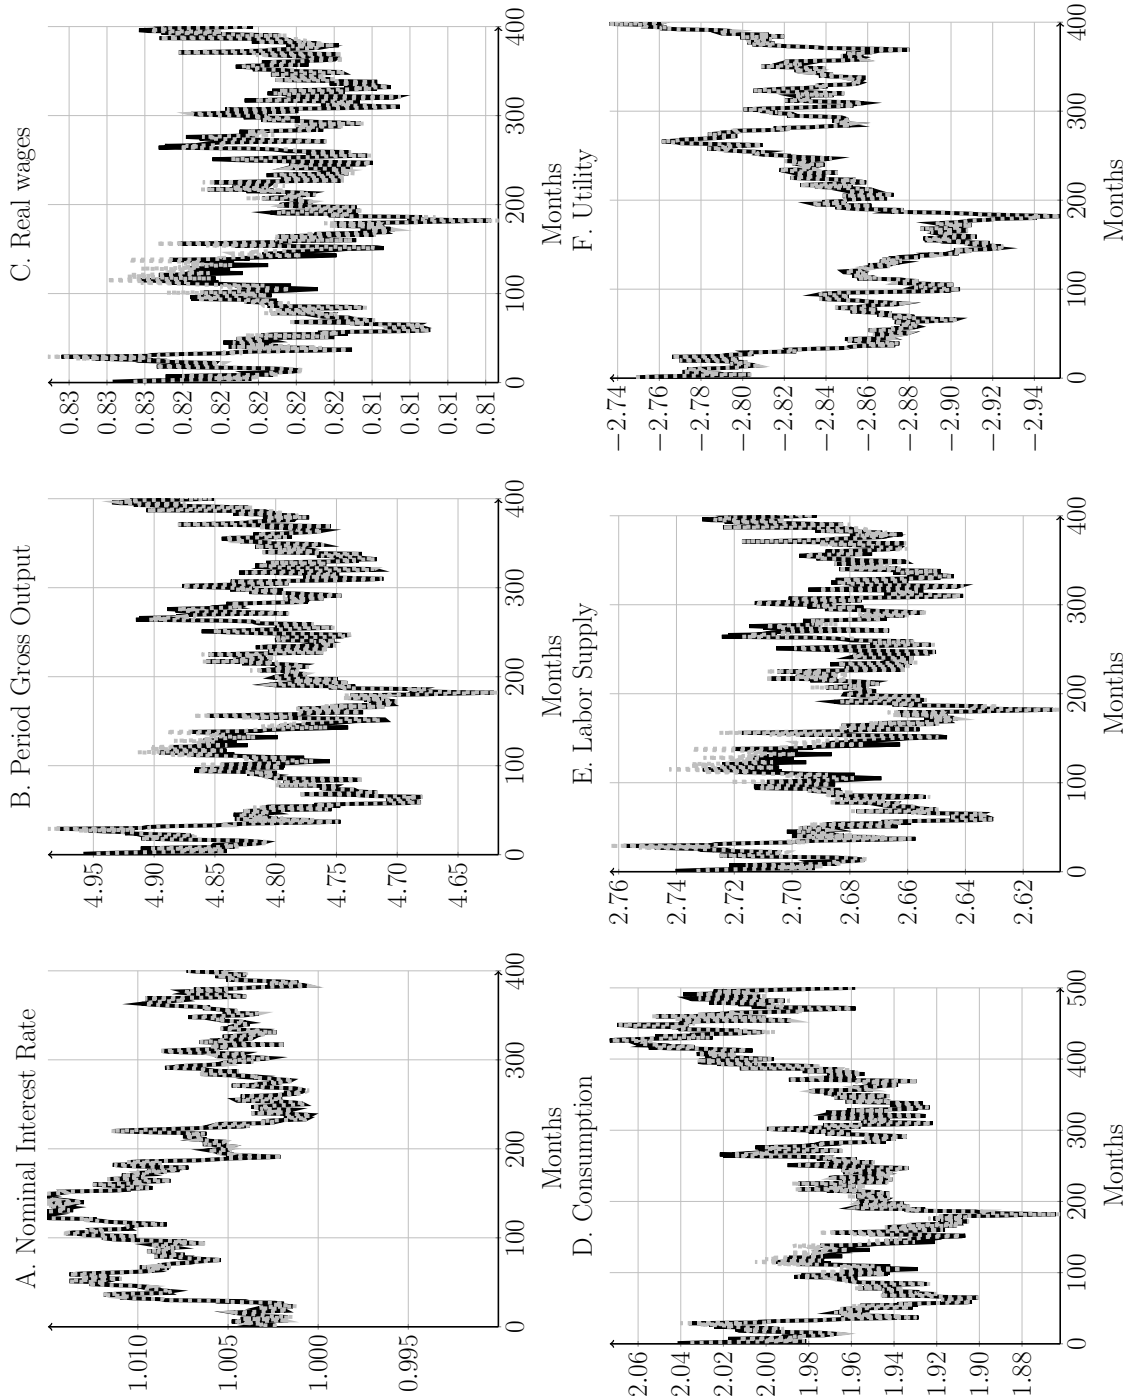 A. Nominal Interest Rate
1.010
1.005
1.000
0.995
0 100 200 300 400
Months
B. Period Gross Output
4.95
4.90
4.85
4.80
4.75
4.70
4.65
0 100 200 300 400
Months
C. Real wages
0.83
0.83
0.83
0.82
0.82
0.82
0.82
0.82
0.81
0.81
0.81
0.81
0 100 200 300 400
Months
D. Consumption
2.06
2.04
2.02
2.00
1.98
1.96
1.94
1.92
1.90
1.88
0 100 200 300 400 500
Months
E. Labor Supply
2.76
2.74
2.72
2.70
2.68
2.66
2.64
2.62
0 100 200 300 400
Months
F. Utility
−2.74
−2.76
−2.78
−2.80
−2.82
−2.84
−2.86
−2.88
−2.90
−2.92
−2.94
0 100 200 300 400
Months